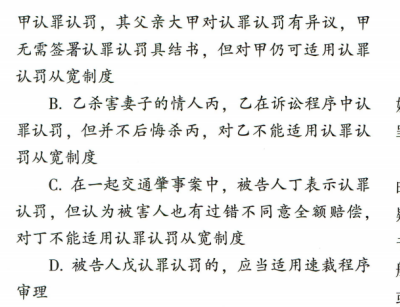 甲认罪认罚，其父亲大甲对认罪认罚有异议，甲
无需签署认罪认罚具结书，但对甲仍可适用认罪
认罚从宽制度
B. 乙杀害妻子的情人丙，乙在诉讼程序中认
罪认罚，但并不后悔杀丙，对乙不能适用认罪认
罚从宽制度
C. 在一起交通肇事案中，被告人丁表示认罪
认罚，但认为被害人也有过错不同意全额赔偿，
对丁不能适用认罪认罚从宽制度
D. 被告人戊认罪认罚的，应当适用速裁程序
审理